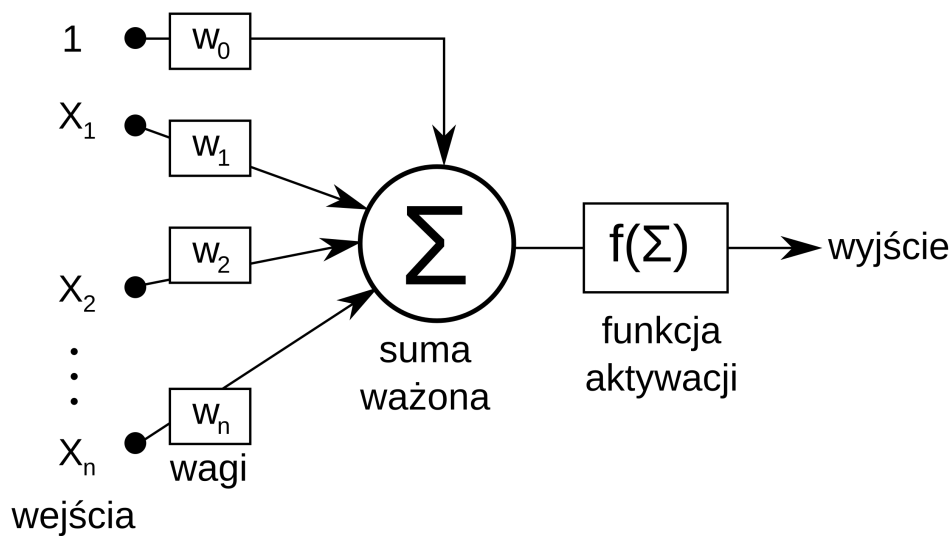 1
w₀
X₁
w₁
w₂
X₂
Σ
f(Σ)
wyjście
suma
ważona
funkcja
aktywacji
wₙ
Xₙ
wagi
wejścia